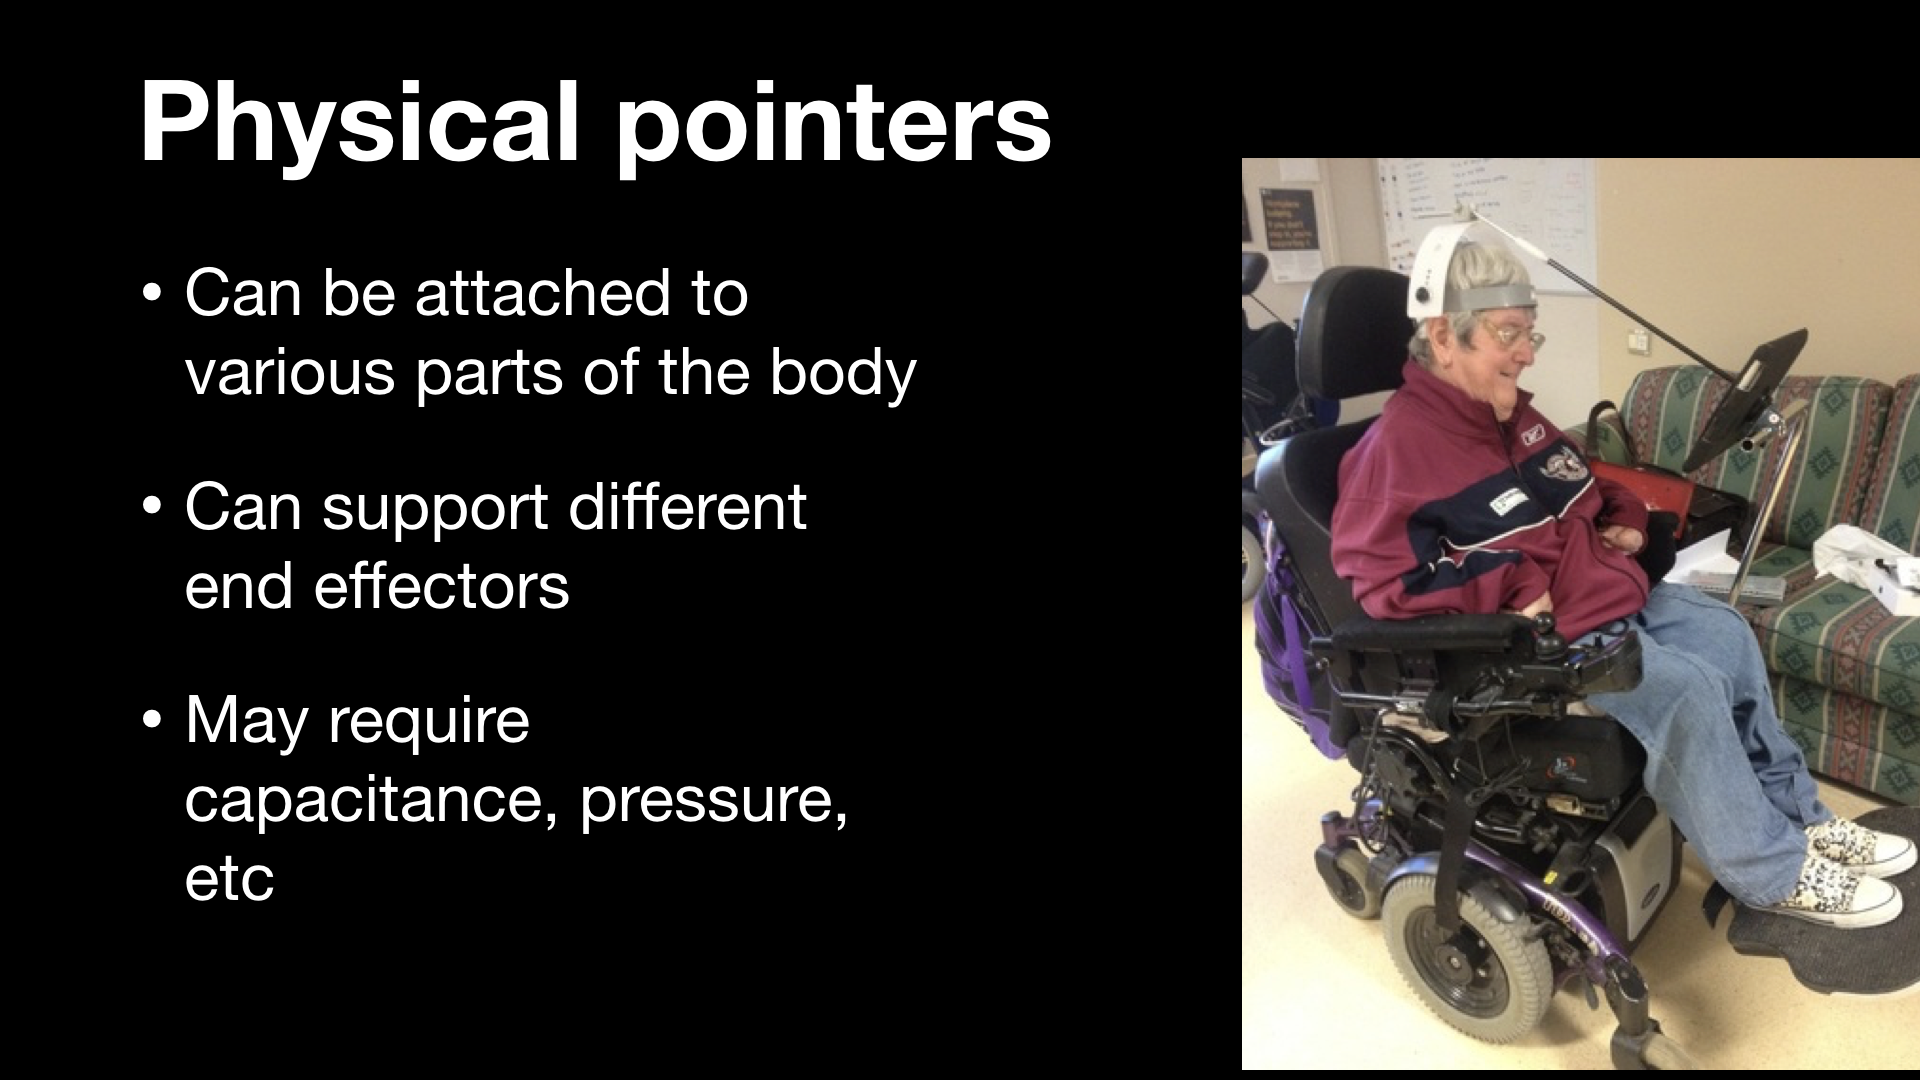 Physical pointers
• Can be attached to
various parts of the body
• Can support different
end effectors
• May require
capacitance, pressure,
etc